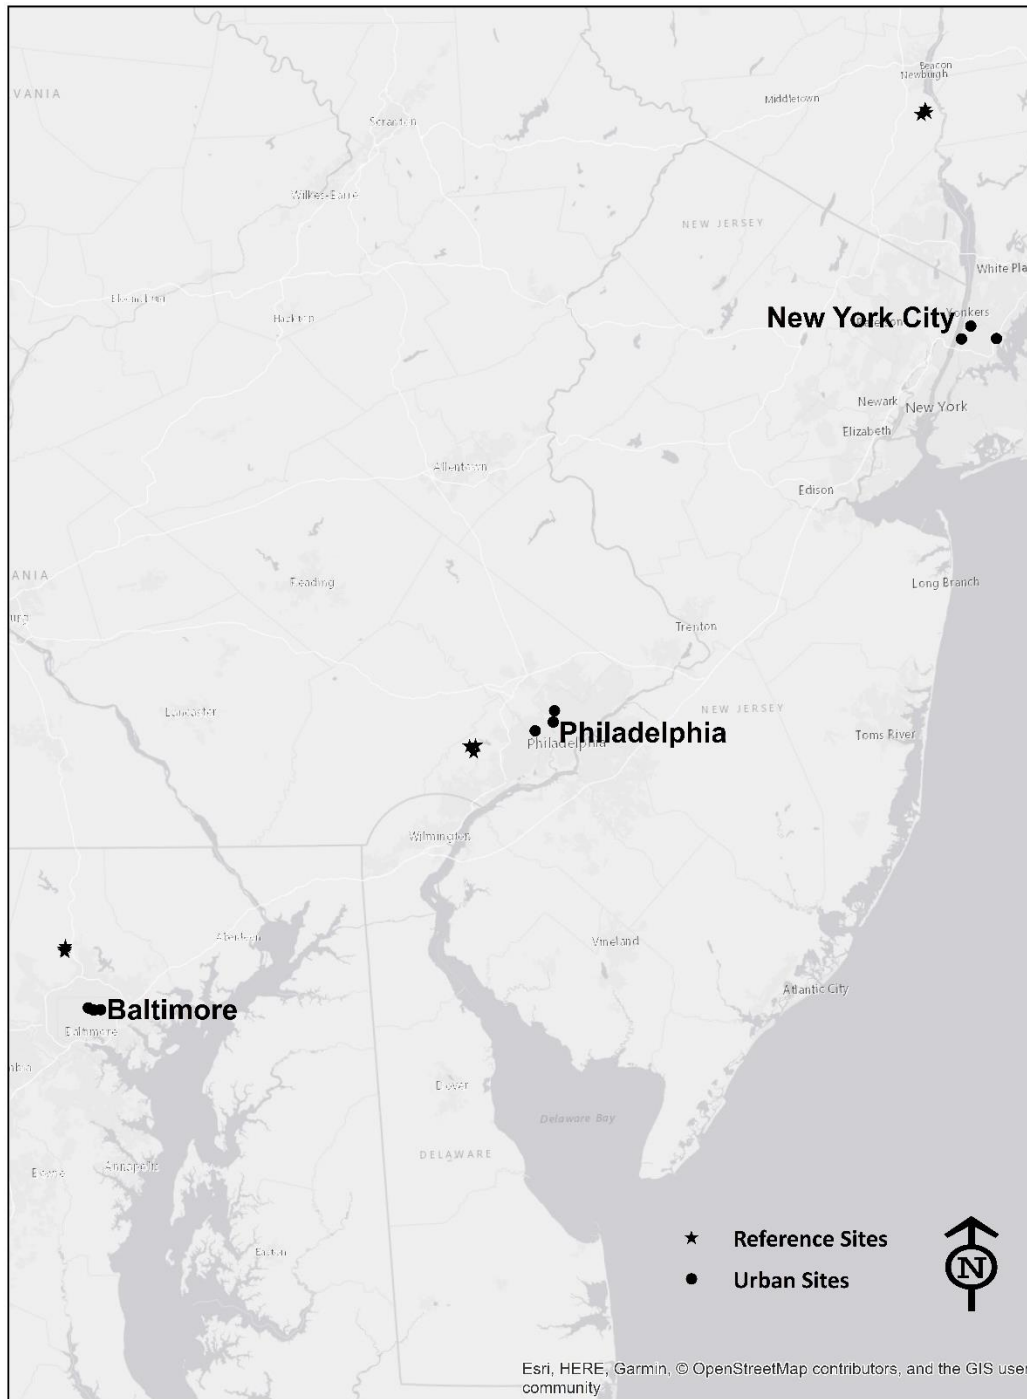 Beacon
Newburgh
VANIA
Middletown
Scranton
Wilkes-Barre
NEW JERSEY
White Pla
Hazleton
New York City
Yonkers
Newark
New York
Elizabeth
Allentown
Edison
ANIA
Reading
Long Branch
urg
Trenton
Lancaster
NEW JERSEY
Philadelphia
Toms River
Philadelphia
Wilmington
Aberdeen
Vineland
Atlantic City
Baltimore
Baltimore
mbia
Dover
Delaware Bay
DELAWARE
Annapolis
Bowie
Easton
Reference Sites
Urban Sites
N
Esri, HERE, Garmin, © OpenStreetMap contributors, and the GIS user
community